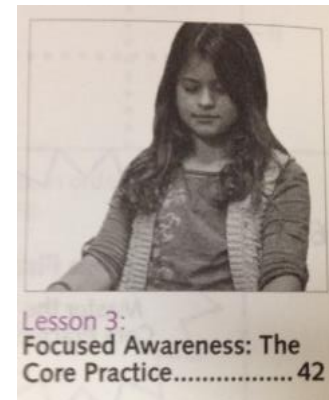 Lesson 3:
Focused Awareness: The
Core Practice................. 42